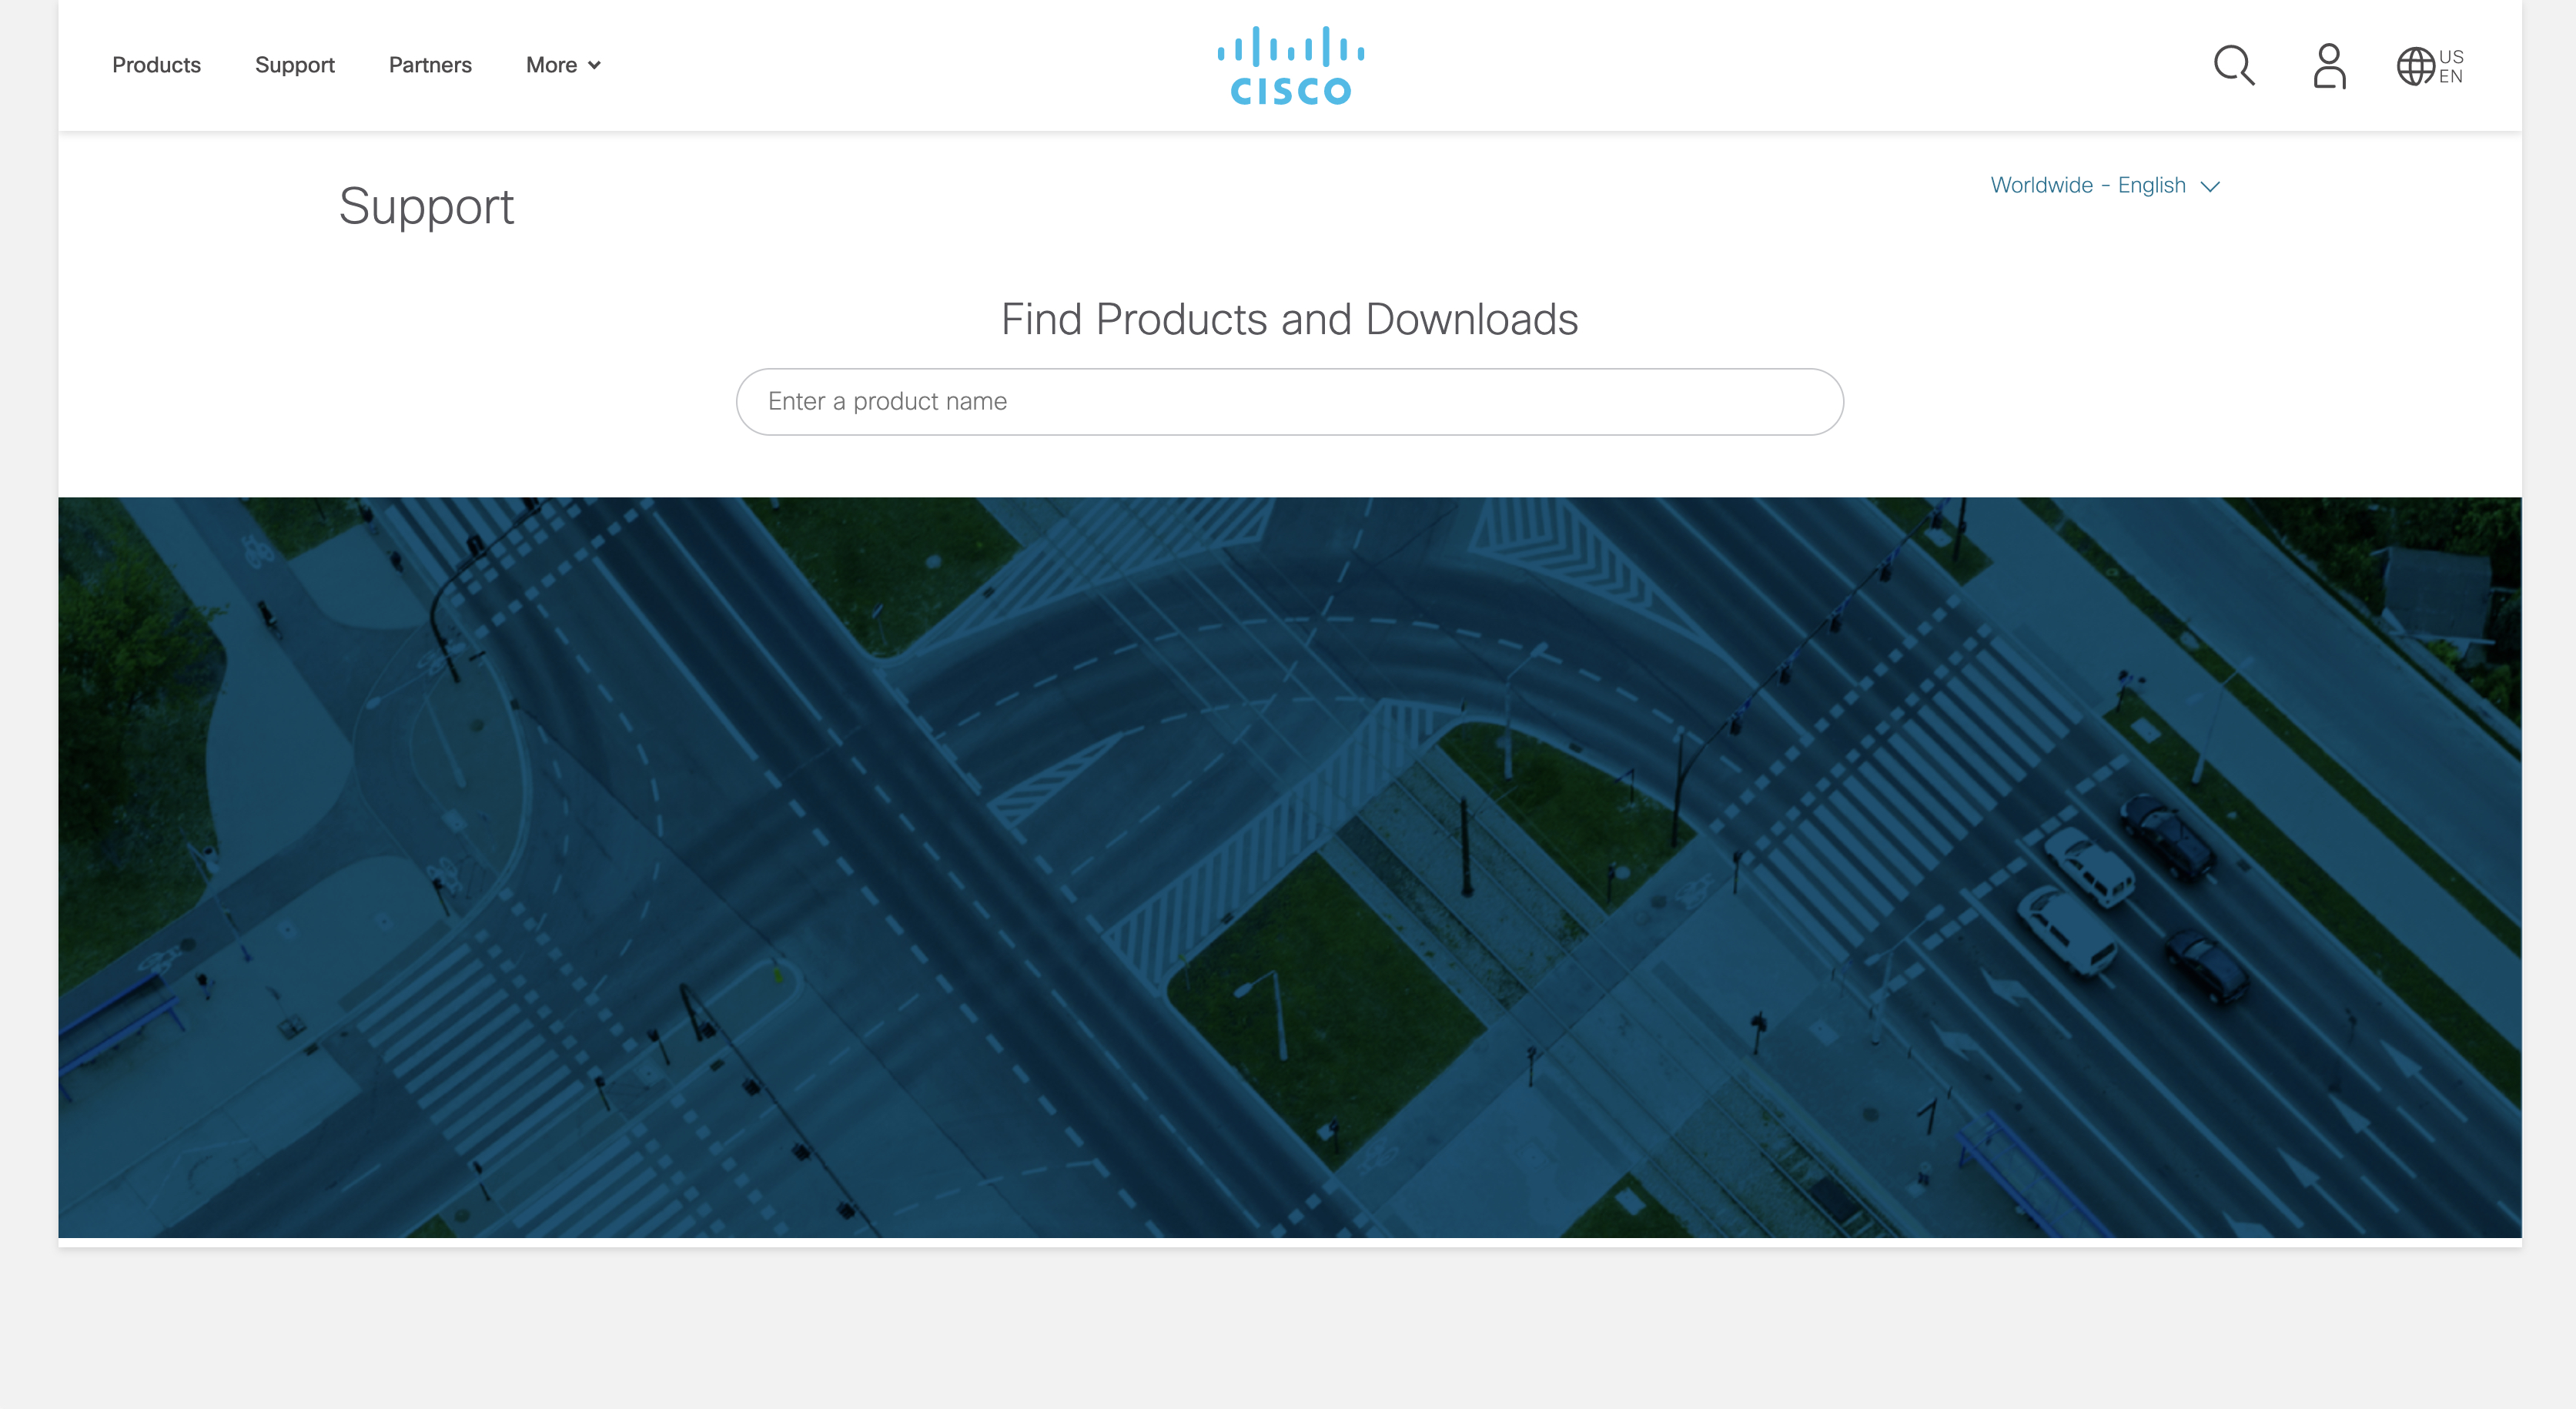 Products Support Partners More
CISCO
US
EN
Support
Worldwide - English
Find Products and Downloads
Enter a product name